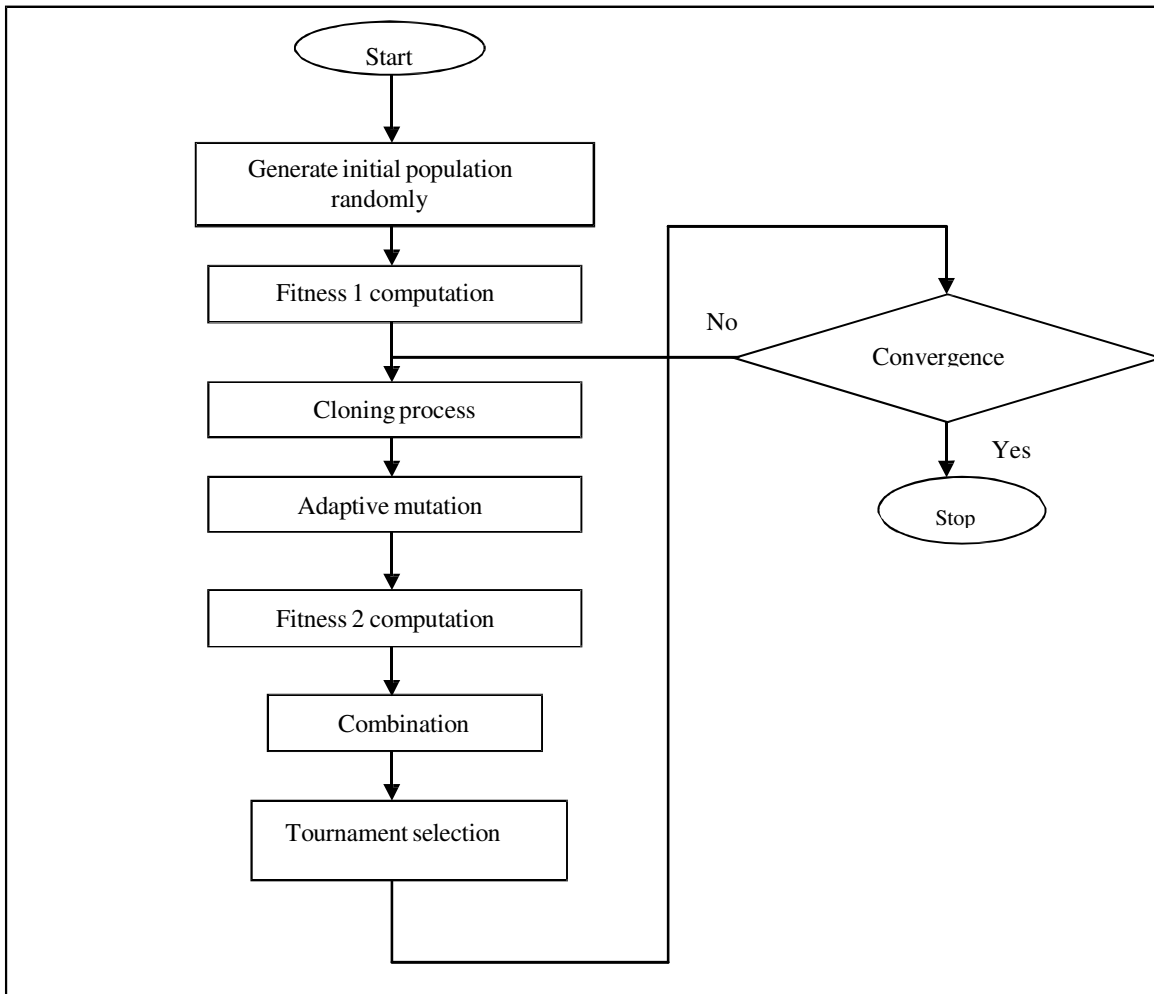 Start
Generate initial population
randomly
Fitness 1 computation
No
Convergence
Cloning process
Yes
Adaptive mutation
Stop
Fitness 2 computation
Combination
Tournament selection